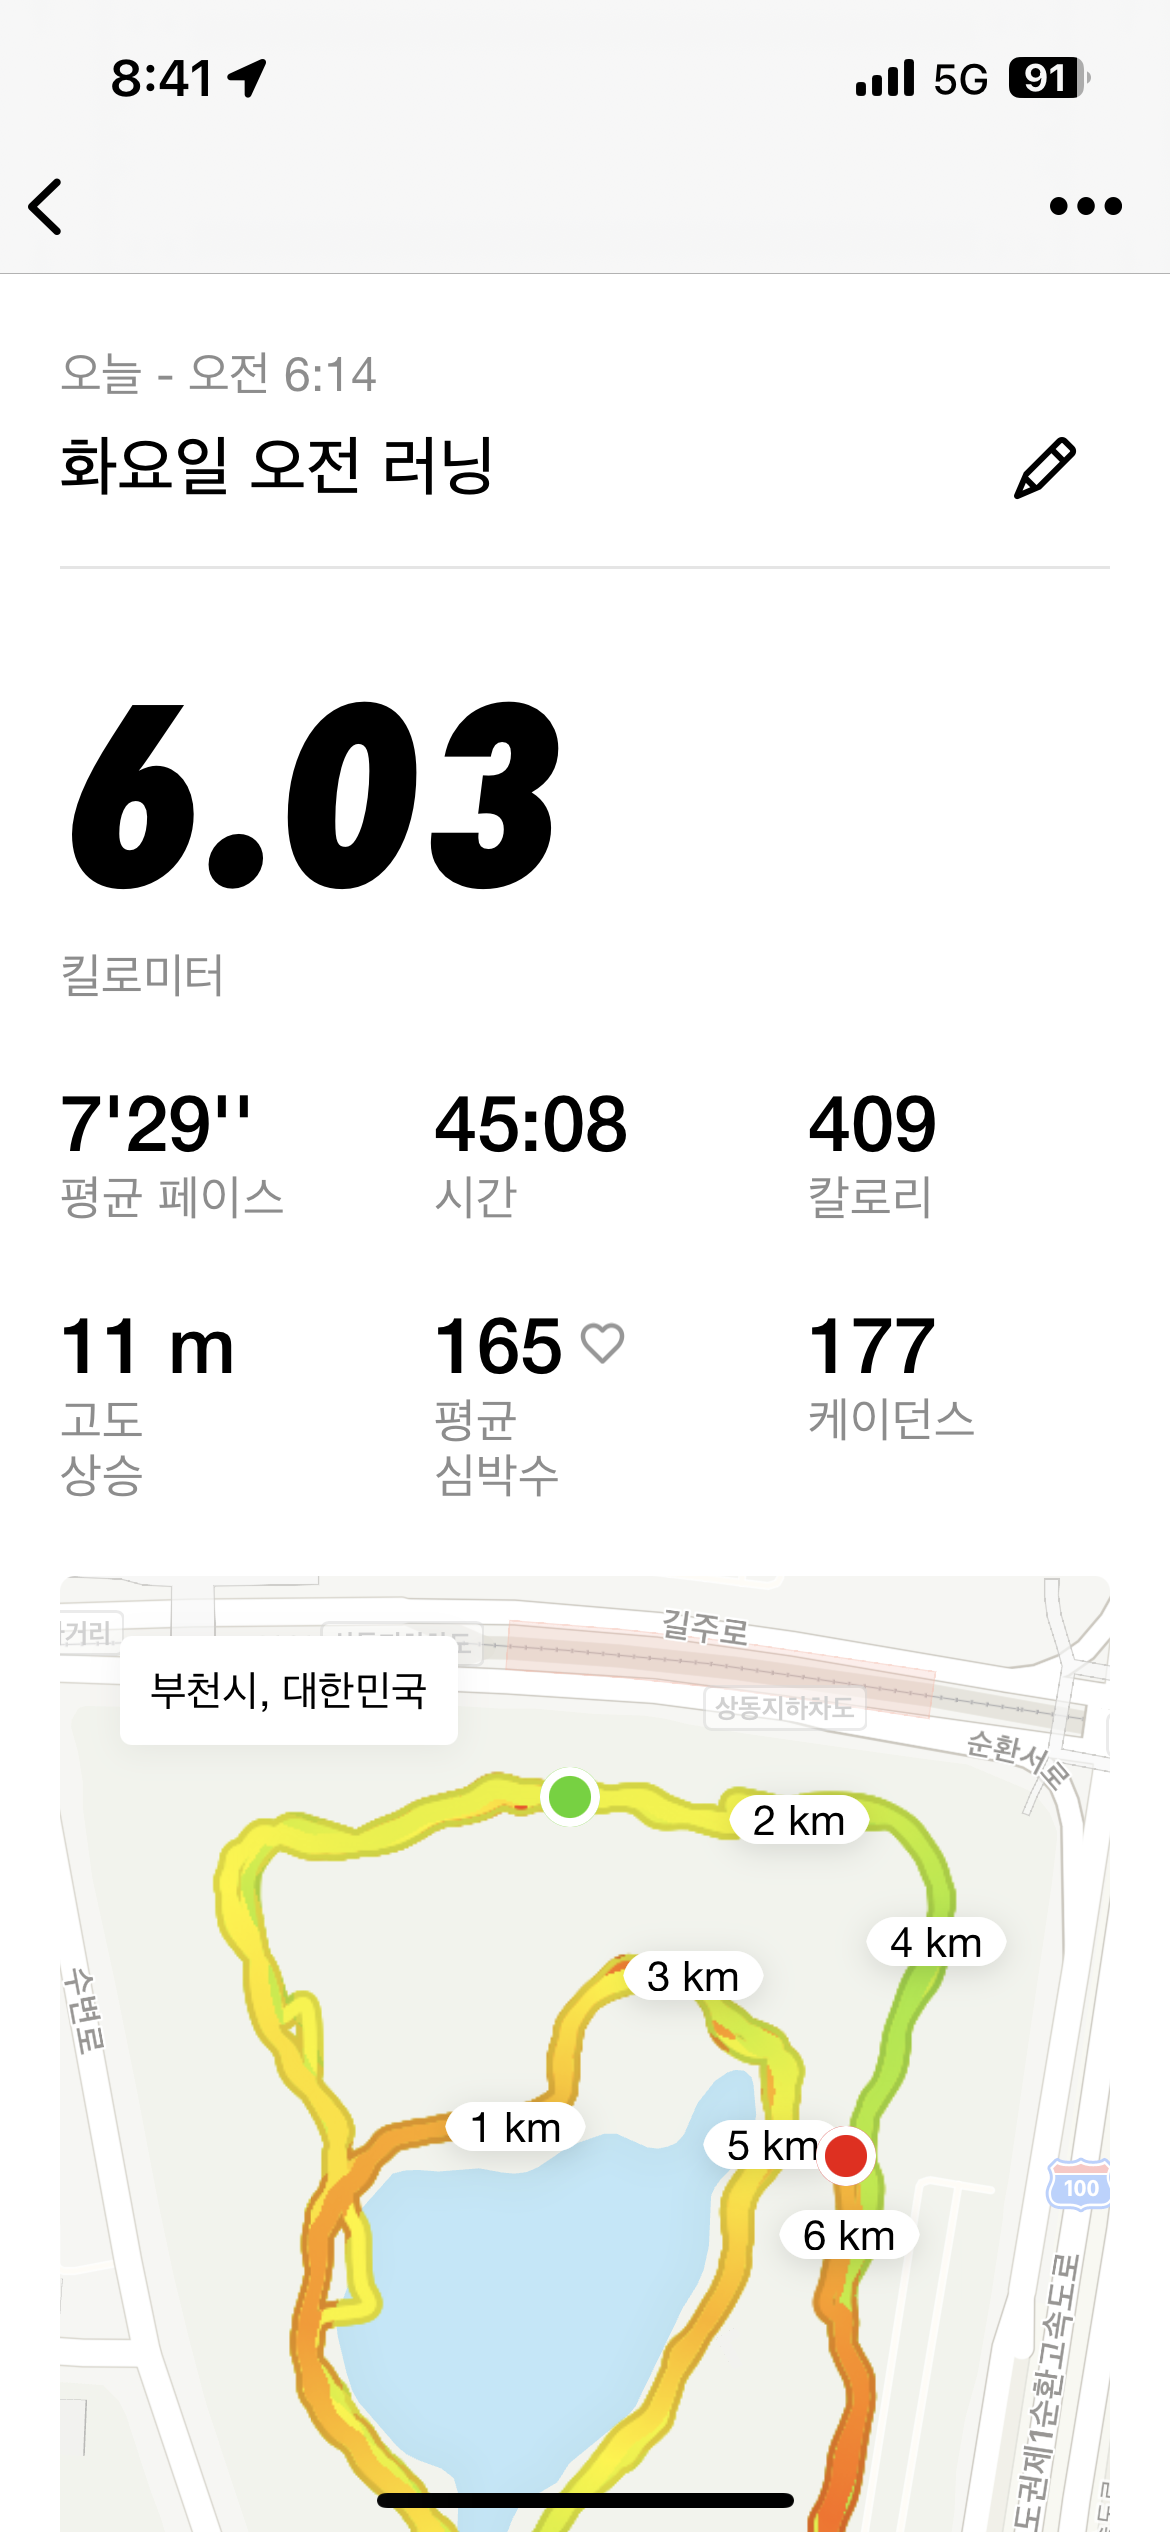 8:41
5G 91
오늘 - 오전 6:14
화요일 오전 러닝
6.03
킬로미터
7'29''
평균 페이스
45:08
시간
409
칼로리
11 m
고도
상승
165
평균
심박수
177
케이던스
길주로
부천시, 대한민국
상동지하차도
순환서로
2 km
4 km
3 km
수변로
1 km
5 km
100
6 km
도권제1순환고속도로